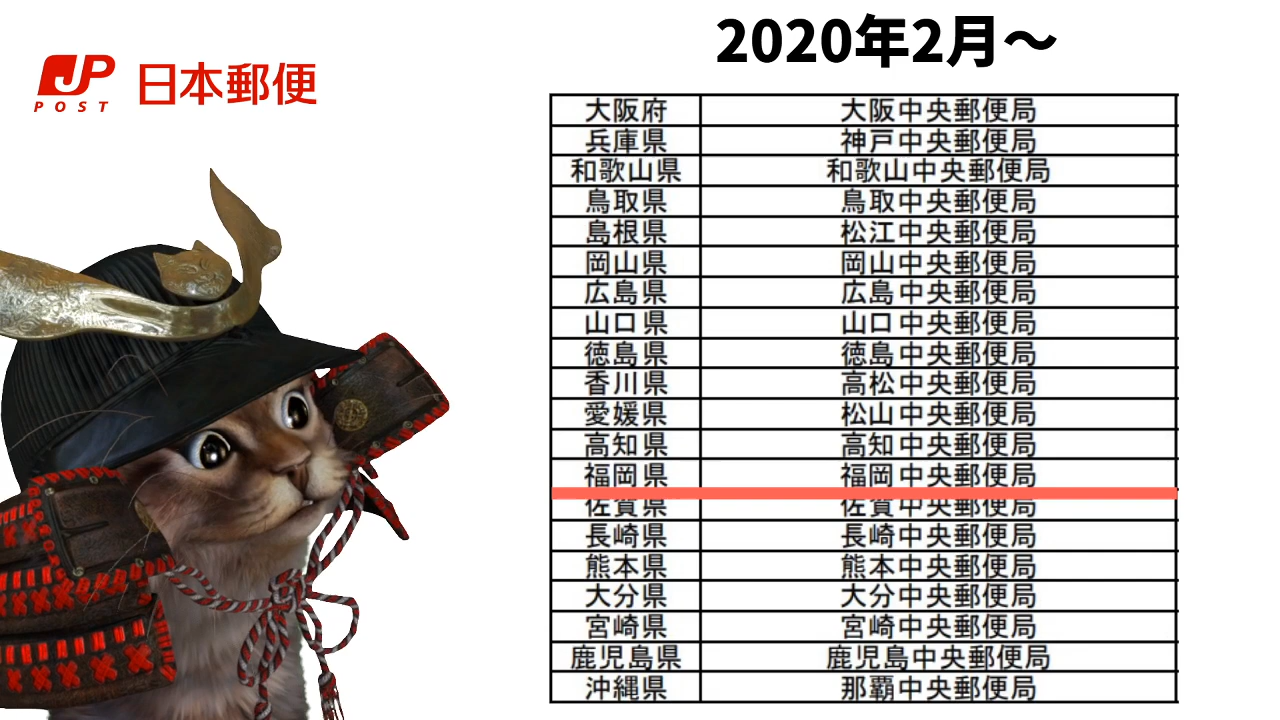 JP
POST
日本郵便
2020年2月～
大阪府 大阪中央郵便局
兵庫県 神戸中央郵便局
和歌山県 和歌山中央郵便局
鳥取県 鳥取中央郵便局
島根県 松江中央郵便局
岡山県 岡山中央郵便局
広島県 広島中央郵便局
山口県 山口中央郵便局
徳島県 徳島中央郵便局
香川県 高松中央郵便局
愛媛県 松山中央郵便局
高知県 高知中央郵便局
福岡県 福岡中央郵便局
佐賀県 佐賀中央郵便局
長崎県 長崎中央郵便局
熊本県 熊本中央郵便局
大分県 大分中央郵便局
宮崎県 宮崎中央郵便局
鹿児島県 鹿児島中央郵便局
沖縄県 那覇中央郵便局